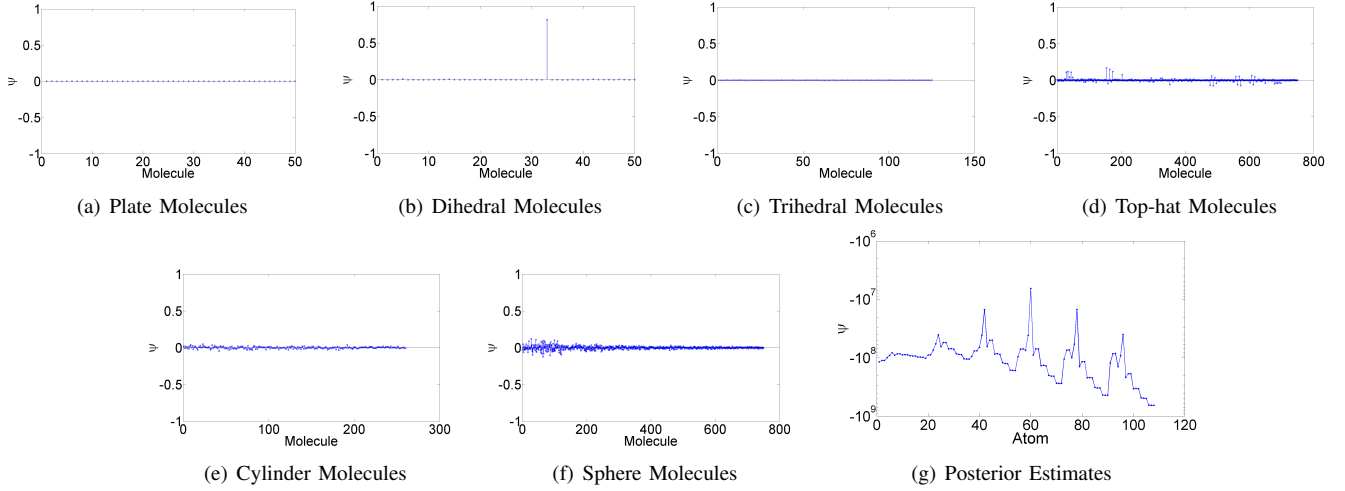 1
0.5
0
-0.5
-1
ψ
0 10 20 30 40 50
Molecule
(a) Plate Molecules
1
0.5
0
-0.5
-1
ψ
0 10 20 30 40 50
Molecule
(b) Dihedral Molecules
1
0.5
0
-0.5
-1
ψ
0 50 100 150
Molecule
(c) Trihedral Molecules
1
0.5
0
-0.5
-1
ψ
0 200 400 600 800
Molecule
(d) Top-hat Molecules
1
0.5
0
-0.5
-1
ψ
0 100 200 300
Molecule
(e) Cylinder Molecules
1
0.5
0
-0.5
-1
ψ
0 200 400 600 800
Molecule
(f) Sphere Molecules
-10^6
-10^7
-10^8
-10^9
ψ
0 20 40 60 80 100 120
Atom
(g) Posterior Estimates